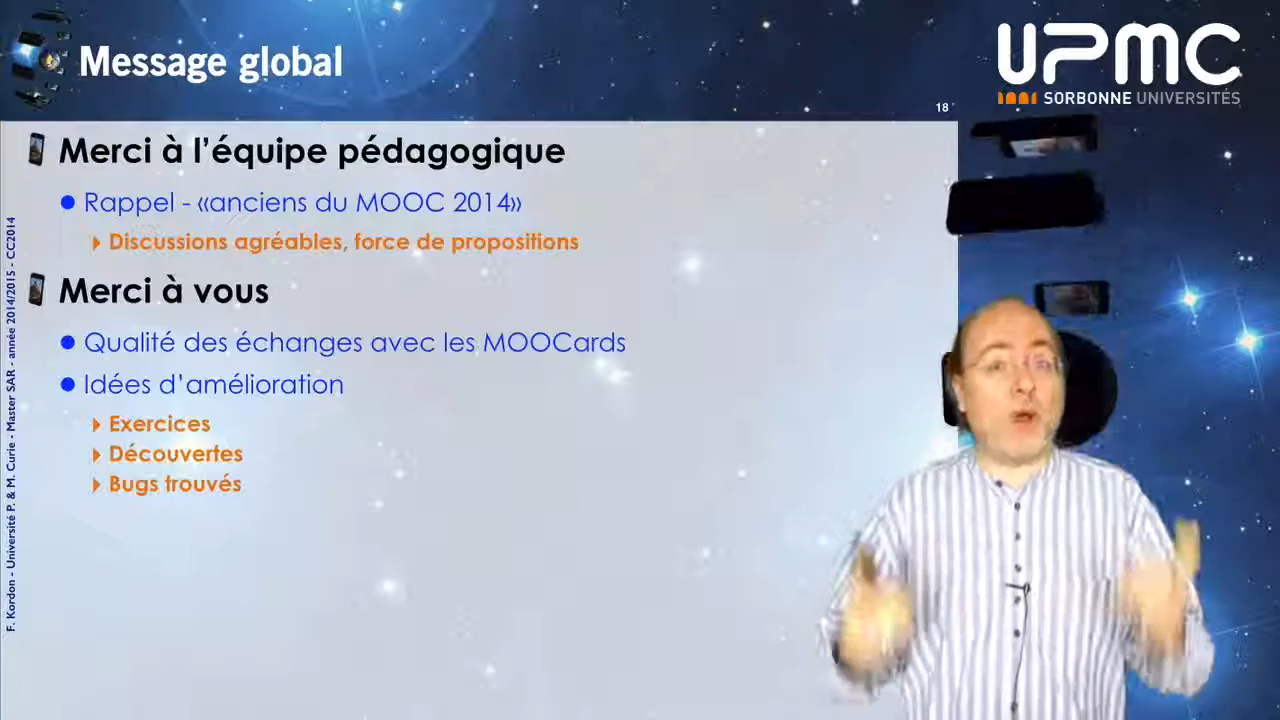 Message global
UPMC
SORBONNE UNIVERSITÉS
18
Merci à l'équipe pédagogique
Rappel - «anciens du MOOC 2014»
Discussions agréables, force de propositions
Merci à vous
Qualité des échanges avec les MOOCards
Idées d'amélioration
Exercices
Découvertes
Bugs trouvés
F. Kordon - Université P. & M. Curie - Master SAR - année 2014/2015 - CC2014